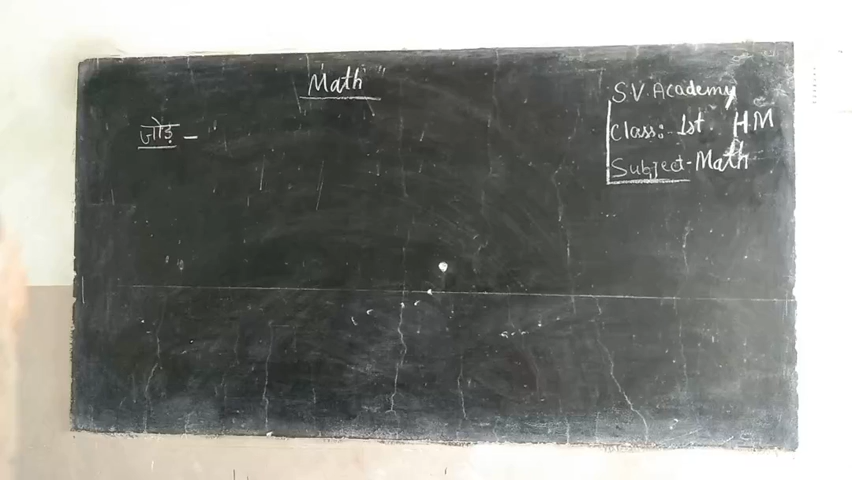 Math
जोड़ -
S.V. Academy
Class: 1st. HM
Subject - Math